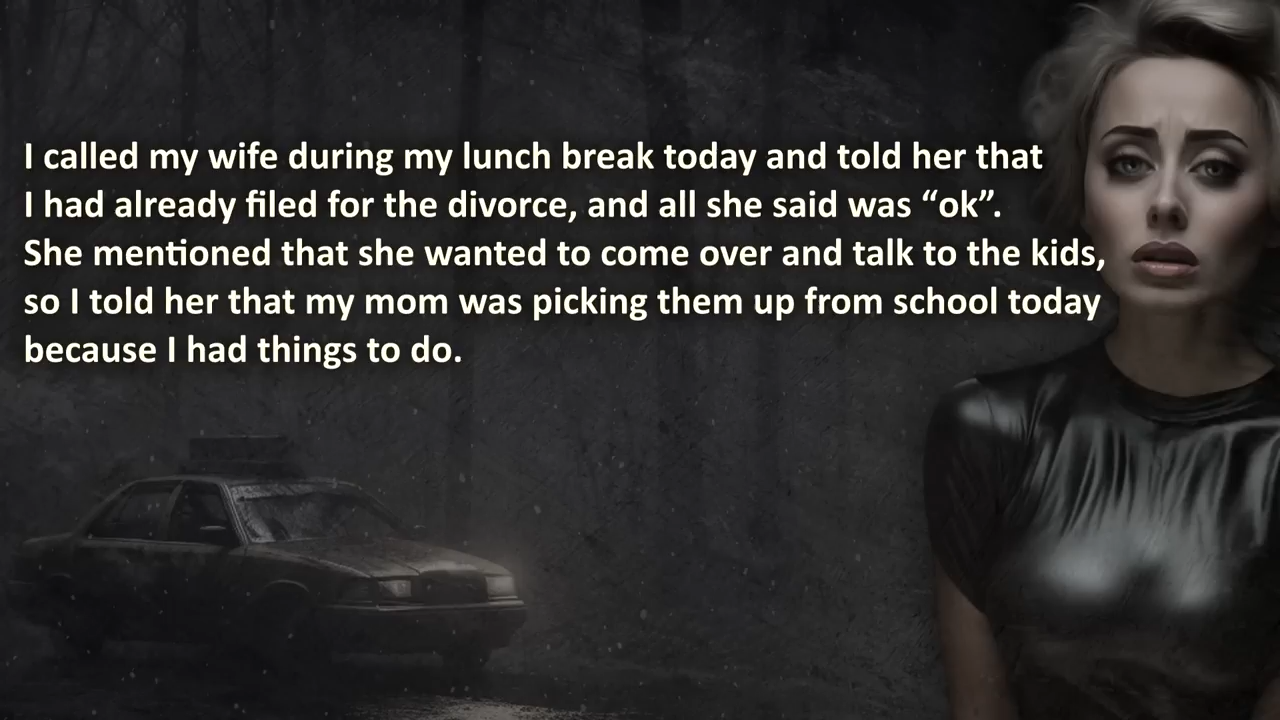 I called my wife during my lunch break today and told her that
I had already filed for the divorce, and all she said was “ok”.
She mentioned that she wanted to come over and talk to the kids,
so I told her that my mom was picking them up from school today
because I had things to do.